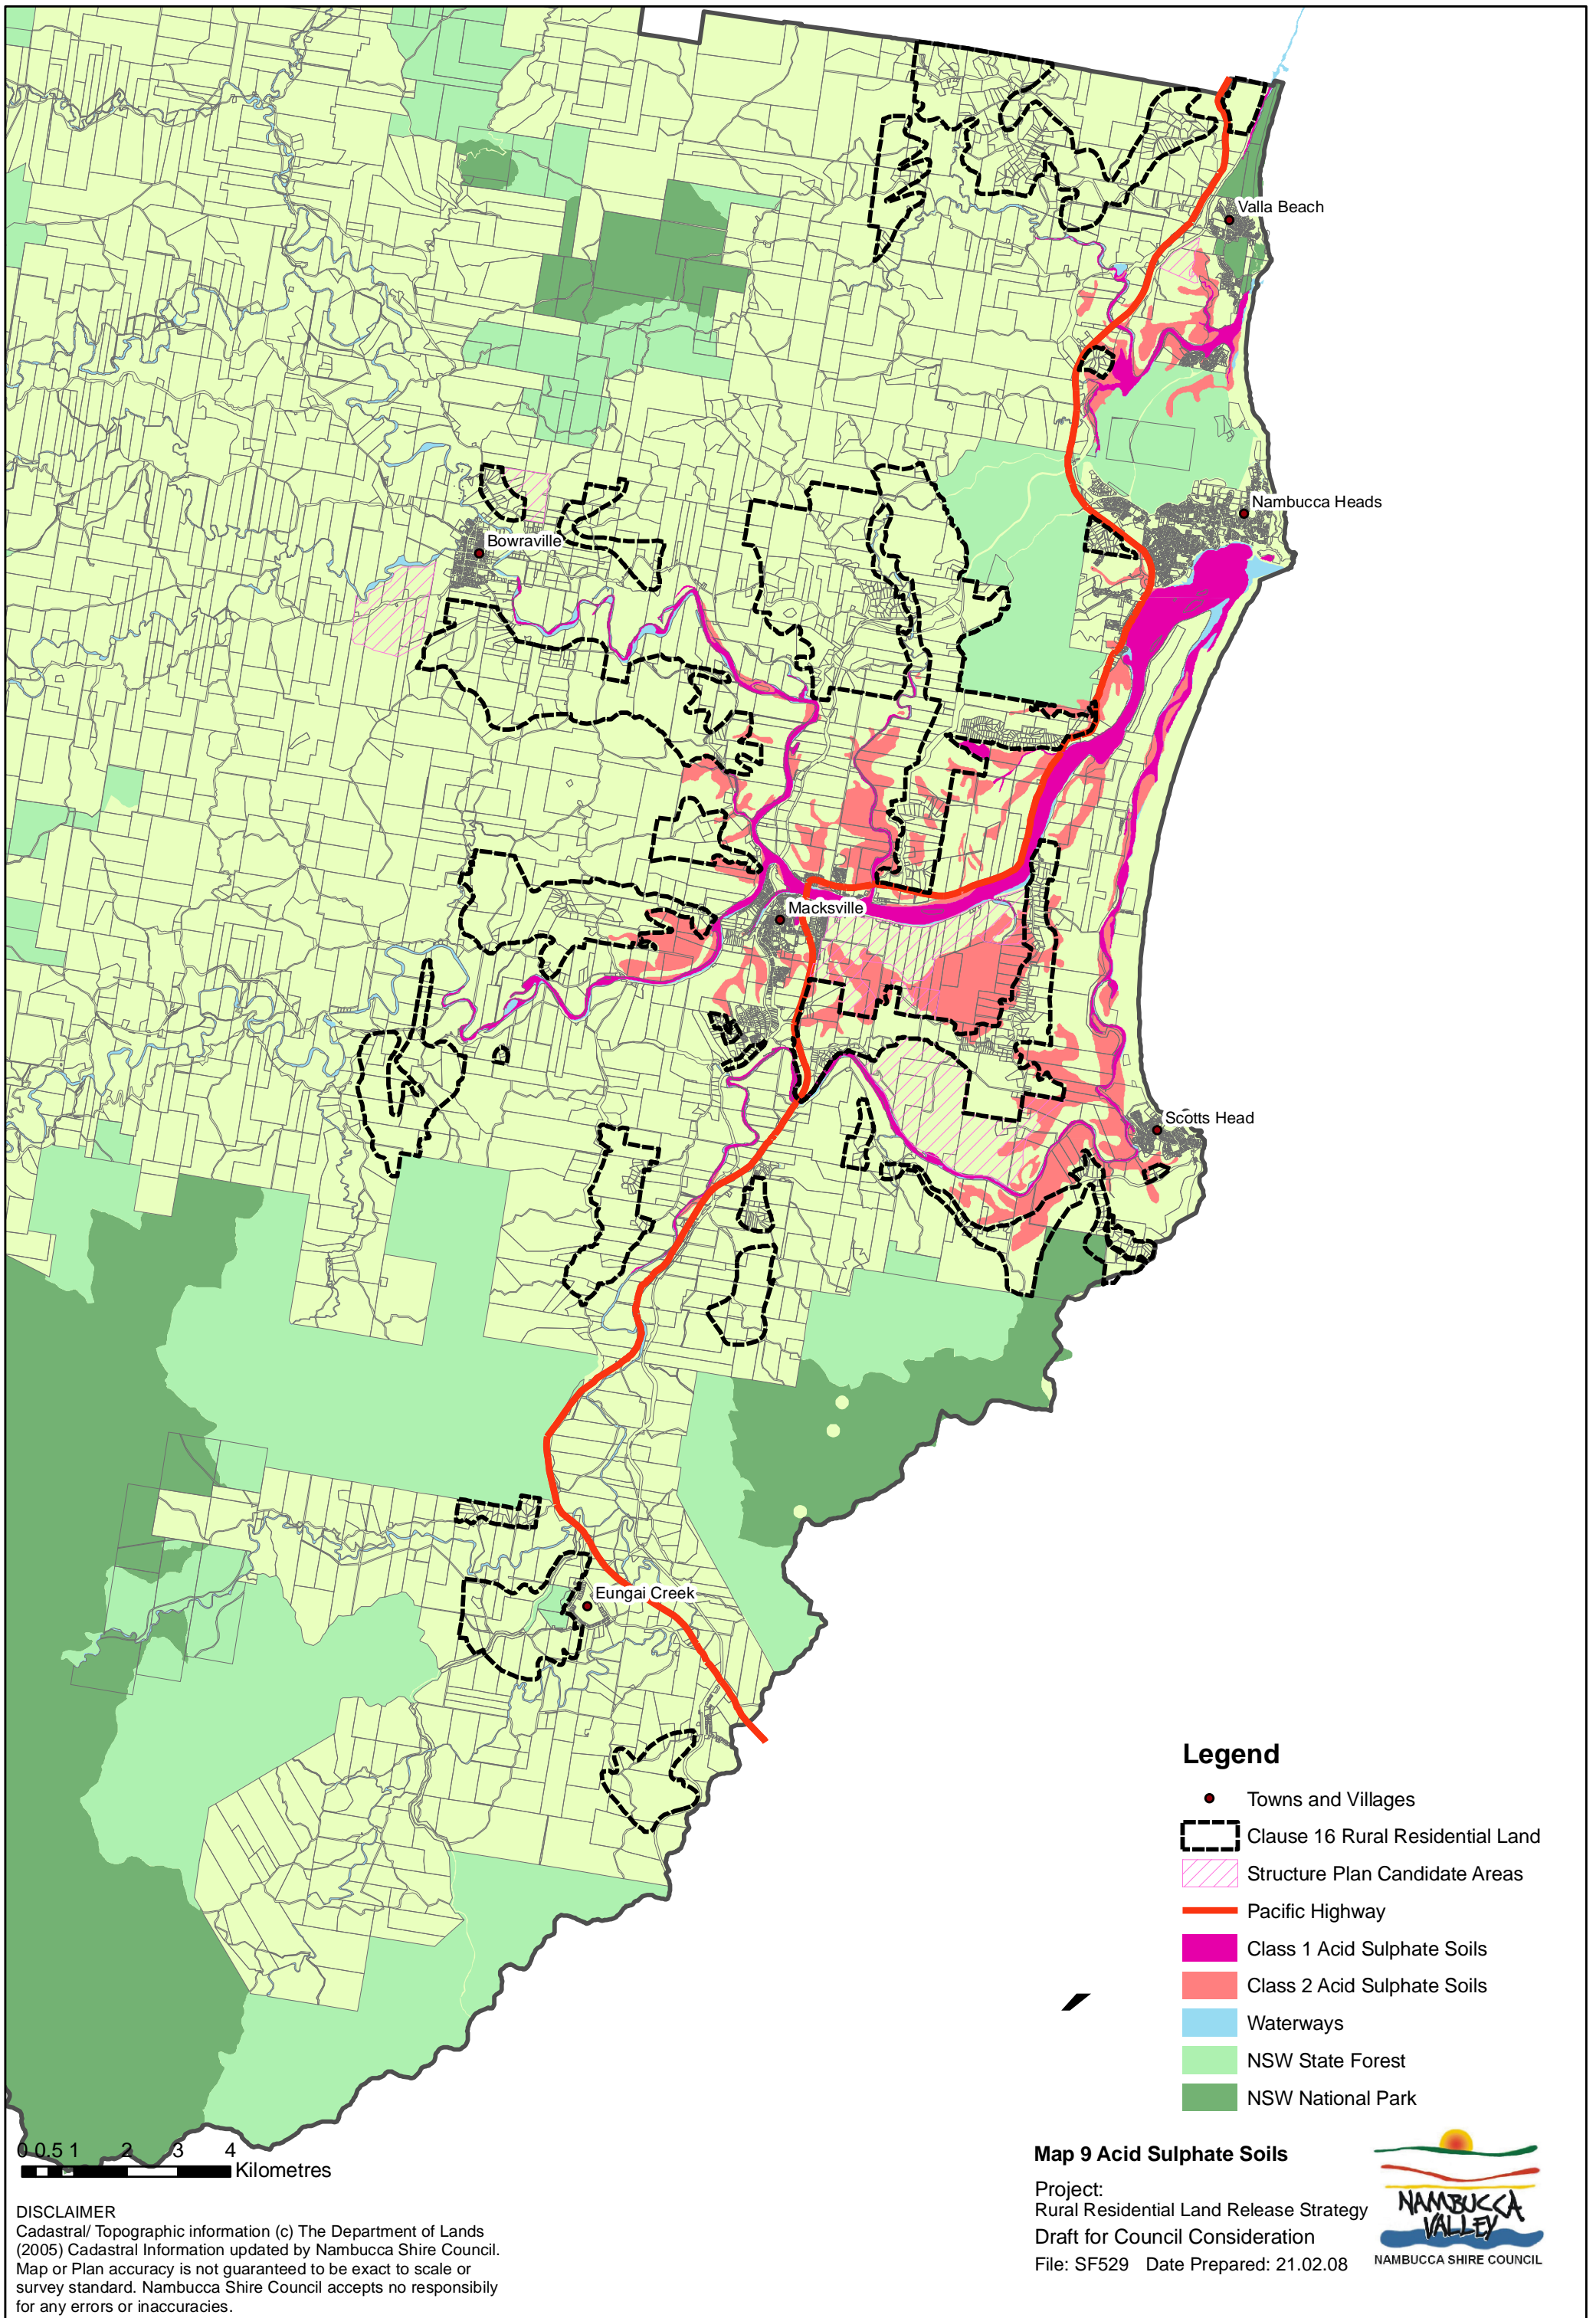 Valla Beach
Nambucca Heads
Bowraville
Macksville
Scotts Head
Eungai Creek
Legend
Towns and Villages
Clause 16 Rural Residential Land
Structure Plan Candidate Areas
Pacific Highway
Class 1 Acid Sulphate Soils
Class 2 Acid Sulphate Soils
Waterways
NSW State Forest
NSW National Park
0 0.5 1 2 3 4
Kilometres
Map 9 Acid Sulphate Soils
Project:
Rural Residential Land Release Strategy
Draft for Council Consideration
File: SF529 Date Prepared: 21.02.08
NAMBUCCA
VALLEY
NAMBUCCA SHIRE COUNCIL
DISCLAIMER
Cadastral/ Topographic information (c) The Department of Lands
(2005) Cadastral Information updated by Nambucca Shire Council.
Map or Plan accuracy is not guaranteed to be exact to scale or
survey standard. Nambucca Shire Council accepts no responsibily
for any errors or inaccuracies.